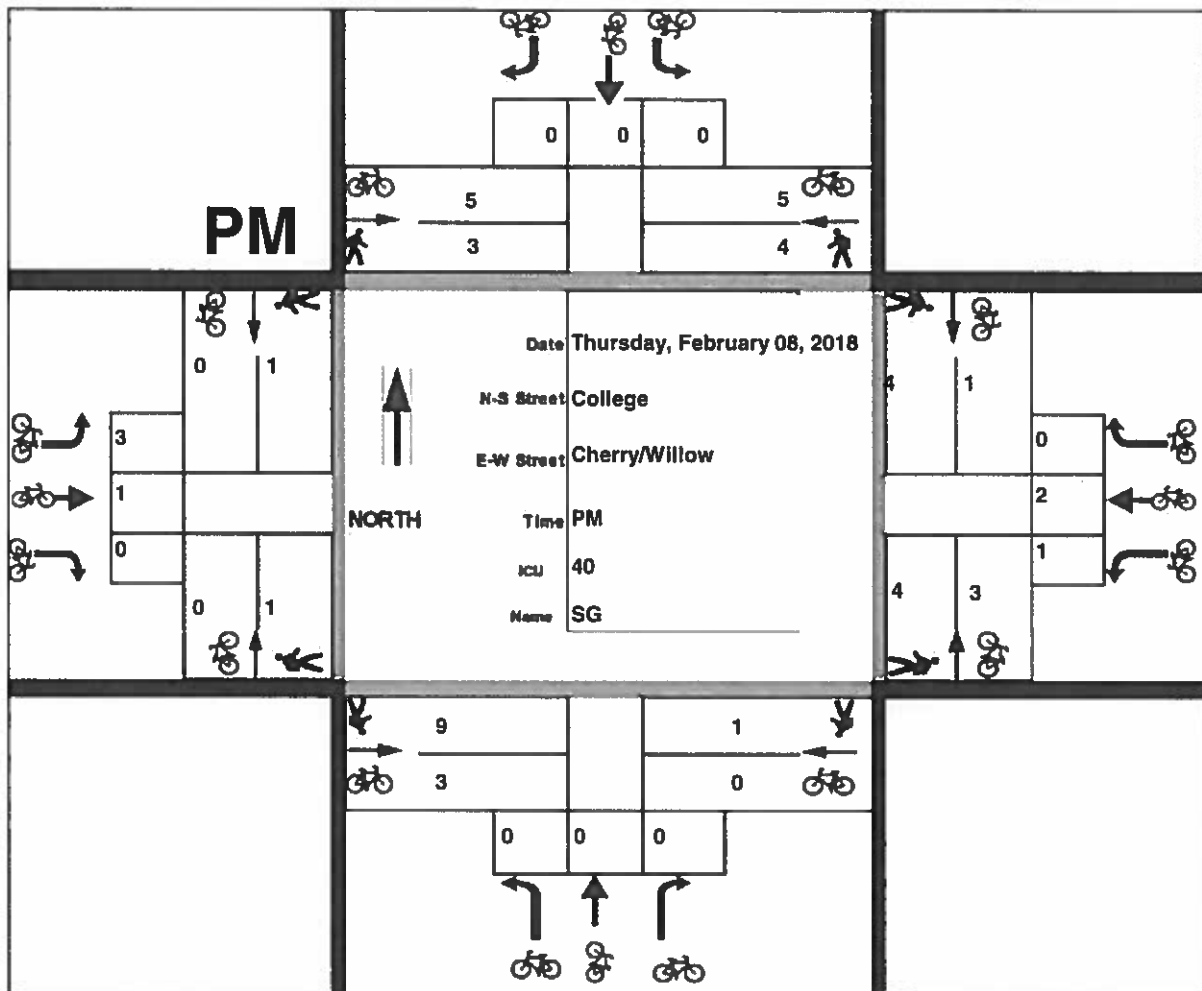 0 0 0
5 5
PM
3 4
Date Thursday, February 08, 2018
0 1 4 1
N-S Street College
3 0
E-W Street Cherry/Willow
1 2
NORTH Time PM
0 1
ICU 40
0 1 4 3
Name SG
9 1
3 0
0 0 0